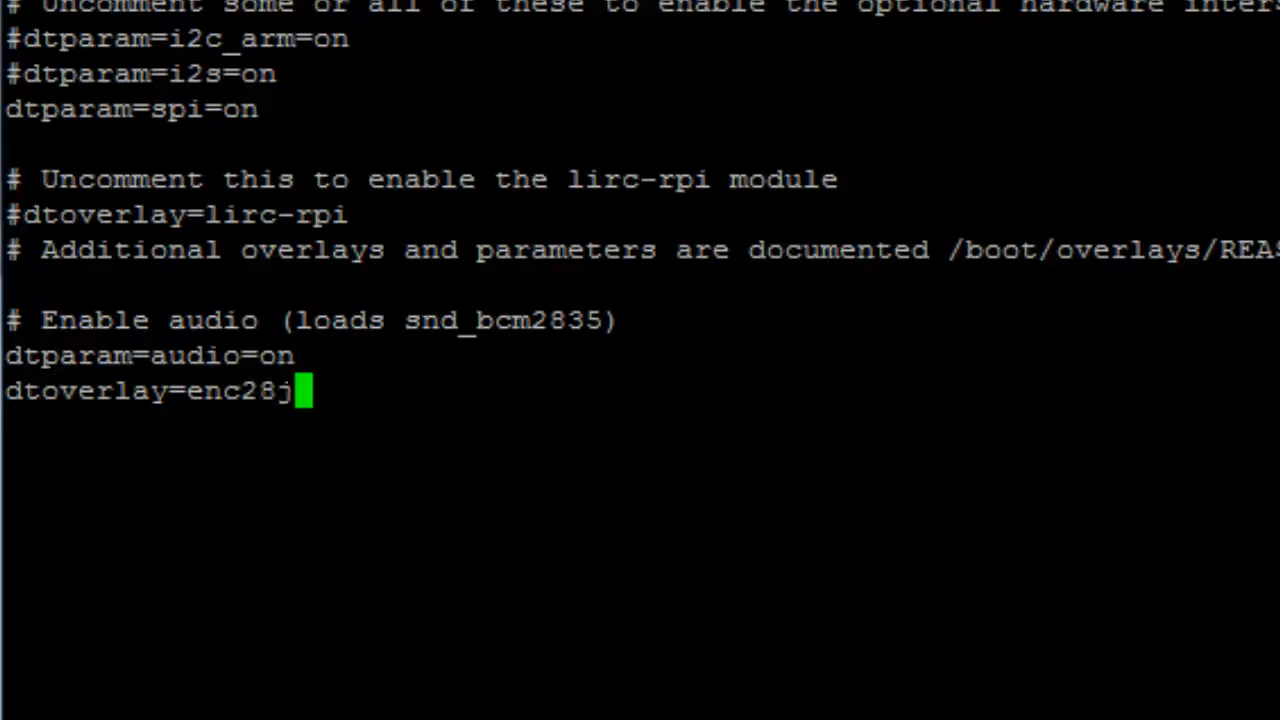 # Uncomment some or all of these to enable the optional hardware
#dtparam=i2c_arm=on
#dtparam=i2s=on
dtparam=spi=on
# Uncomment this to enable the lirc-rpi module
#dtoverlay=lirc-rpi
# Additional overlays and parameters are documented /boot/overlays/
# Enable audio (loads snd_bcm2835)
dtparam=audio=on
dtoverlay=enc28j